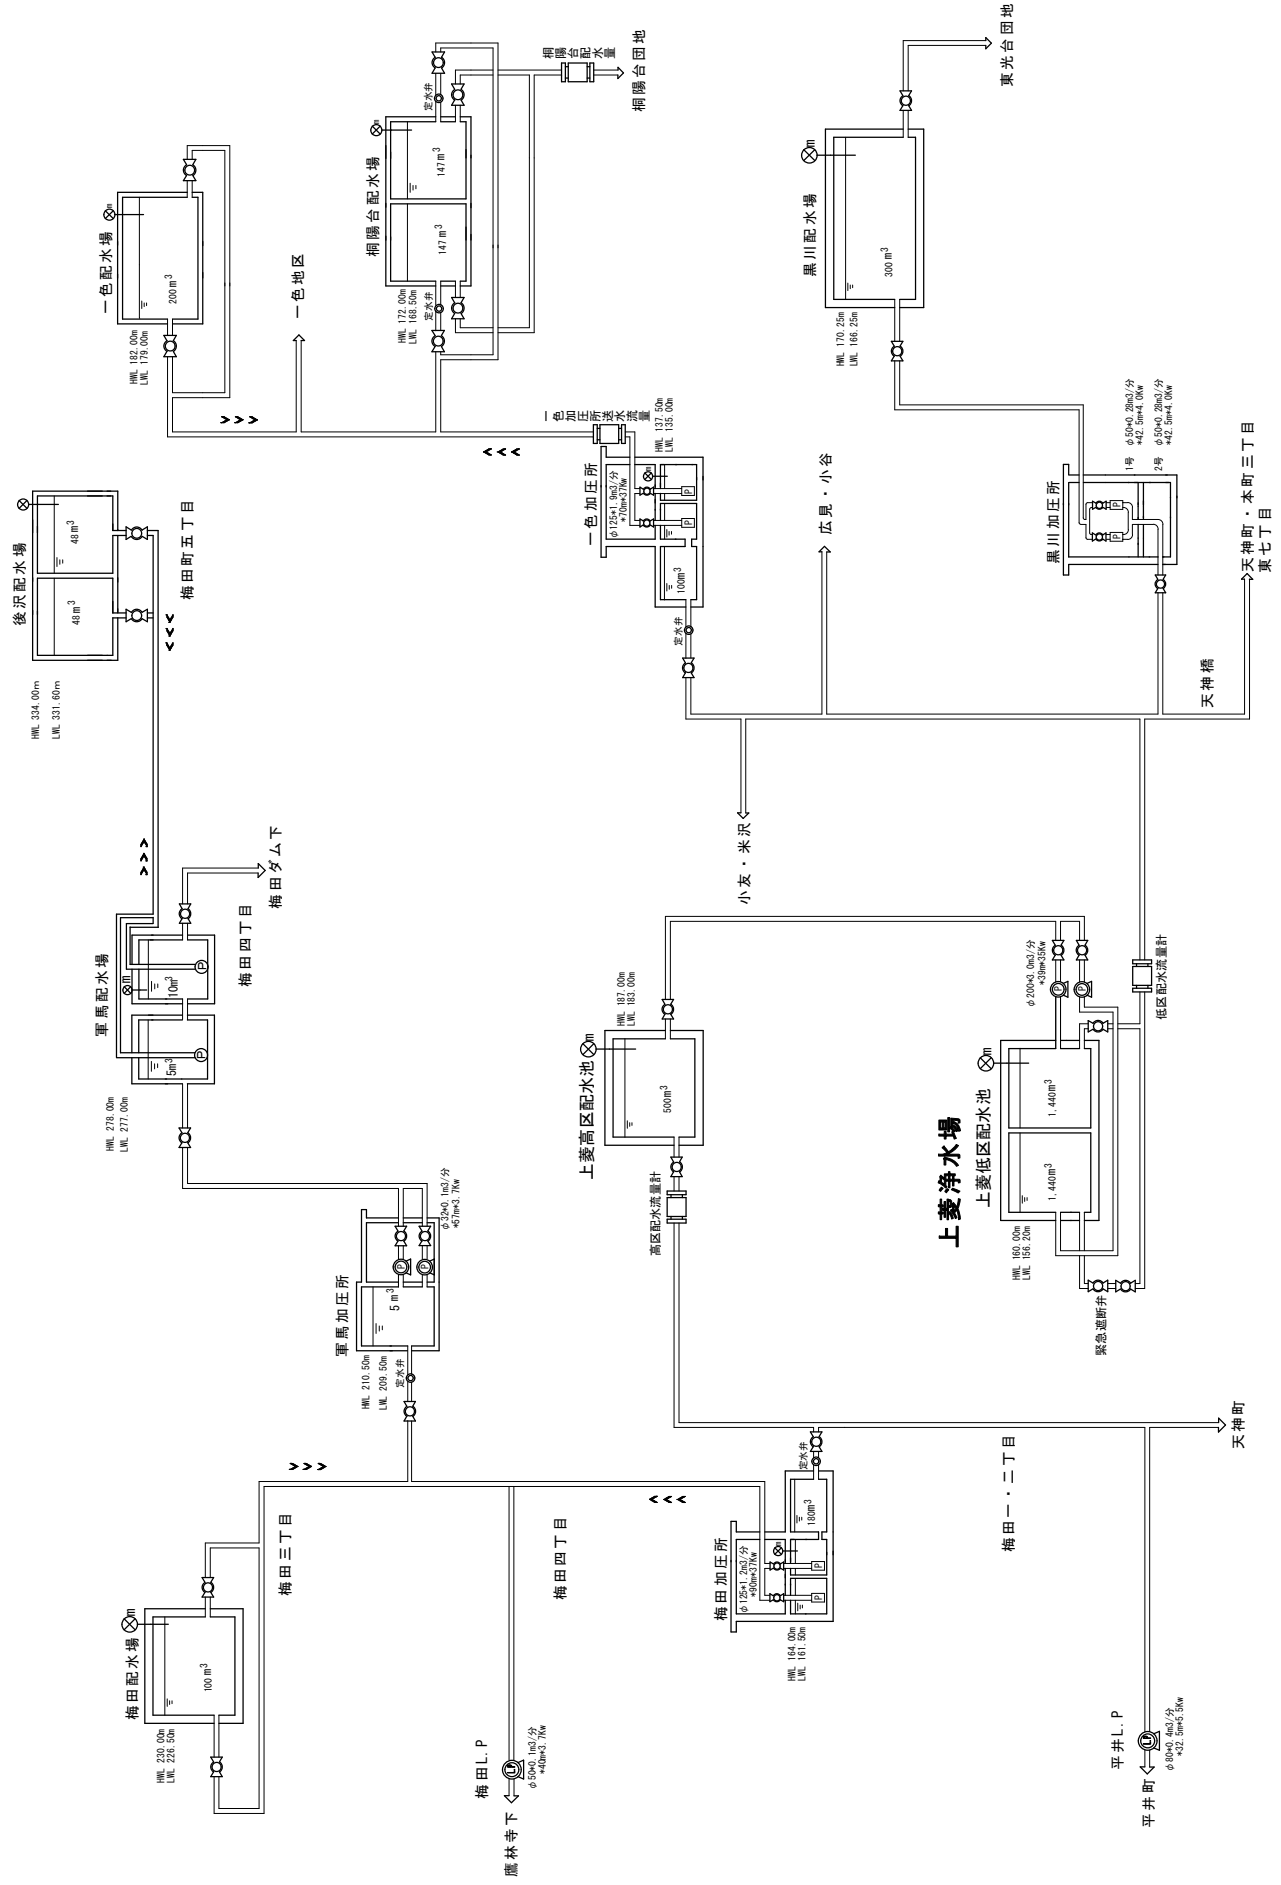 後沢配水場
HWL 334.00m
LWL 331.60m
48m3
48m3
梅田町五丁目
一色配水場
HWL 182.00m
LWL 179.00m
200m3
m
一色地区
桐陽台配水場
HWL 172.00m
LWL 168.50m
147m3
147m3
m
定水弁
定水弁
桐陽台配水量
桐陽台団地
黒川配水場
HWL 170.25m
LWL 166.25m
300m3
m
東光台団地
一色加圧所送水流量
HWL 137.50m
LWL 135.00m
一色加圧所
φ125*1.9m3/分
*70m*37Kw
m
P
P
100m3
定水弁
広見・小谷
小友・米沢
黒川加圧所
1号 φ50*0.28m3/分
*42.5m*4.0Kw
2号 φ50*0.28m3/分
*42.5m*4.0Kw
P
P
天神橋
天神町・本町三丁目
東七丁目
軍馬配水場
HWL 278.00m
LWL 277.00m
5m3
10m3
m
P
P
梅田四丁目
梅田ダム下
軍馬加圧所
HWL 210.50m
LWL 209.50m
定水弁
5m3
P
P
φ32*0.1m3/分
*57m*3.7Kw
上菱高区配水池
HWL 187.00m
LWL 183.00m
500m3
m
高区配水流量計
上菱浄水場
上菱低区配水池
HWL 160.00m
LWL 156.20m
1,440m3
1,440m3
m
φ200*3.0m3/分
*39m*35Kw
P
P
低区配水流量計
緊急遮断弁
梅田配水場
HWL 230.00m
LWL 226.50m
100m3
m
梅田三丁目
梅田四丁目
梅田L.P
LP
φ50*0.1m3/分
*40m*3.7Kw
鷹林寺下
梅田加圧所
HWL 164.00m
LWL 161.50m
φ125*1.2m3/分
*90m*37Kw
m
P
P
180m3
定水弁
梅田一・二丁目
天神町
平井L.P
LP
φ80*0.4m3/分
*32.5m*5.5Kw
平井町